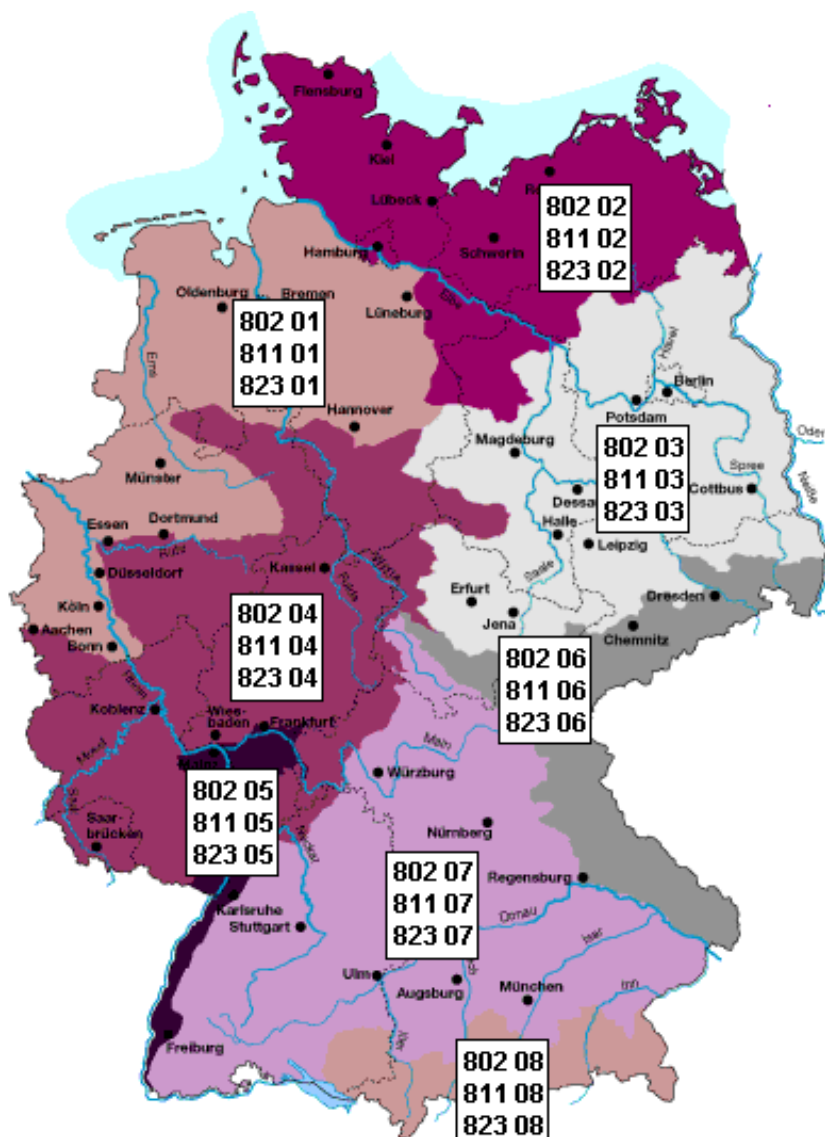 Flensburg
Kiel
Lübeck
802 02
811 02
823 02
Hamburg
Schwerin
Elbe
Oldenburg
Bremen
Lüneburg
802 01
811 01
823 01
Ems
Havel
Berlin
Potsdam
Hannover
Magdeburg
Oder
802 03
811 03
823 03
Münster
Spree
Neiße
Cottbus
Essen
Dortmund
Ruhr
Halle
Leipzig
Düsseldorf
Kassel
Fulda
Werra
Saale
Köln
Erfurt
Jena
Dresden
Chemnitz
Aachen
Bonn
802 04
811 04
823 04
802 06
811 06
823 06
Rhein
Koblenz
Wies-
baden
Frankfurt
Mosel
Mainz
Main
Würzburg
802 05
811 05
823 05
Saar
Saar-
brücken
Neckar
Nürnberg
802 07
811 07
823 07
Regensburg
Karlsruhe
Stuttgart
Donau
Isar
Ulm
Augsburg
München
Inn
Iller
Freiburg
802 08
811 08
823 08